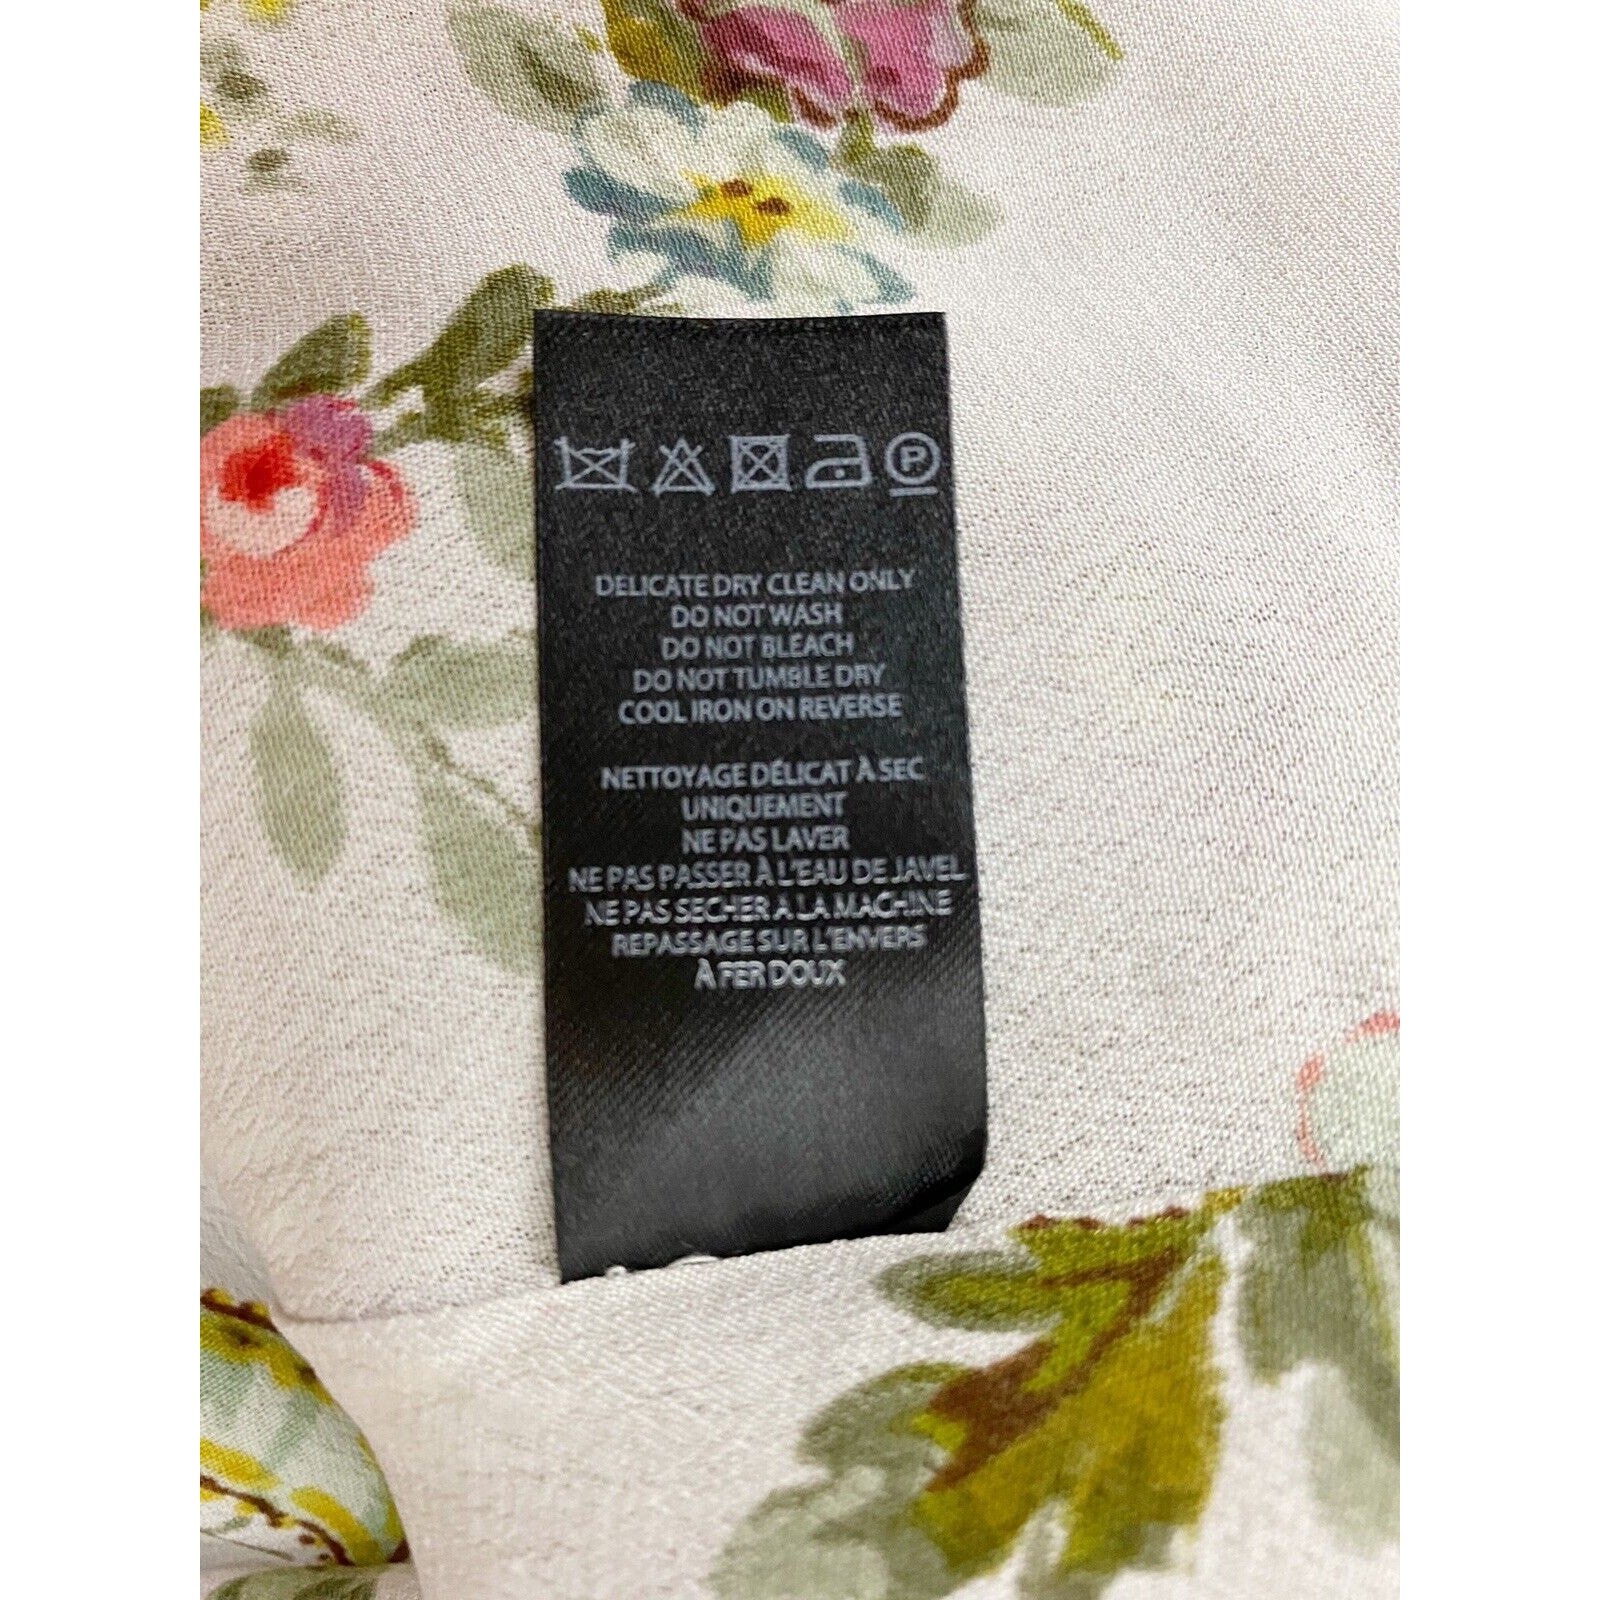 P
DELICATE DRY CLEAN ONLY
DO NOT WASH
DO NOT BLEACH
DO NOT TUMBLE DRY
COOL IRON ON REVERSE
NETTOYAGE DÉLICAT À SEC
UNIQUEMENT
NE PAS LAVER
NE PAS PASSER À L'EAU DE JAVEL
NE PAS SECHER A LA MACHINE
REPASSAGE SUR L'ENVERS
À FER DOUX